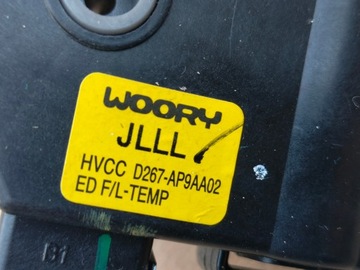 WOORY
JLLL
HVCC D267-AP9AA02
ED F/L-TEMP